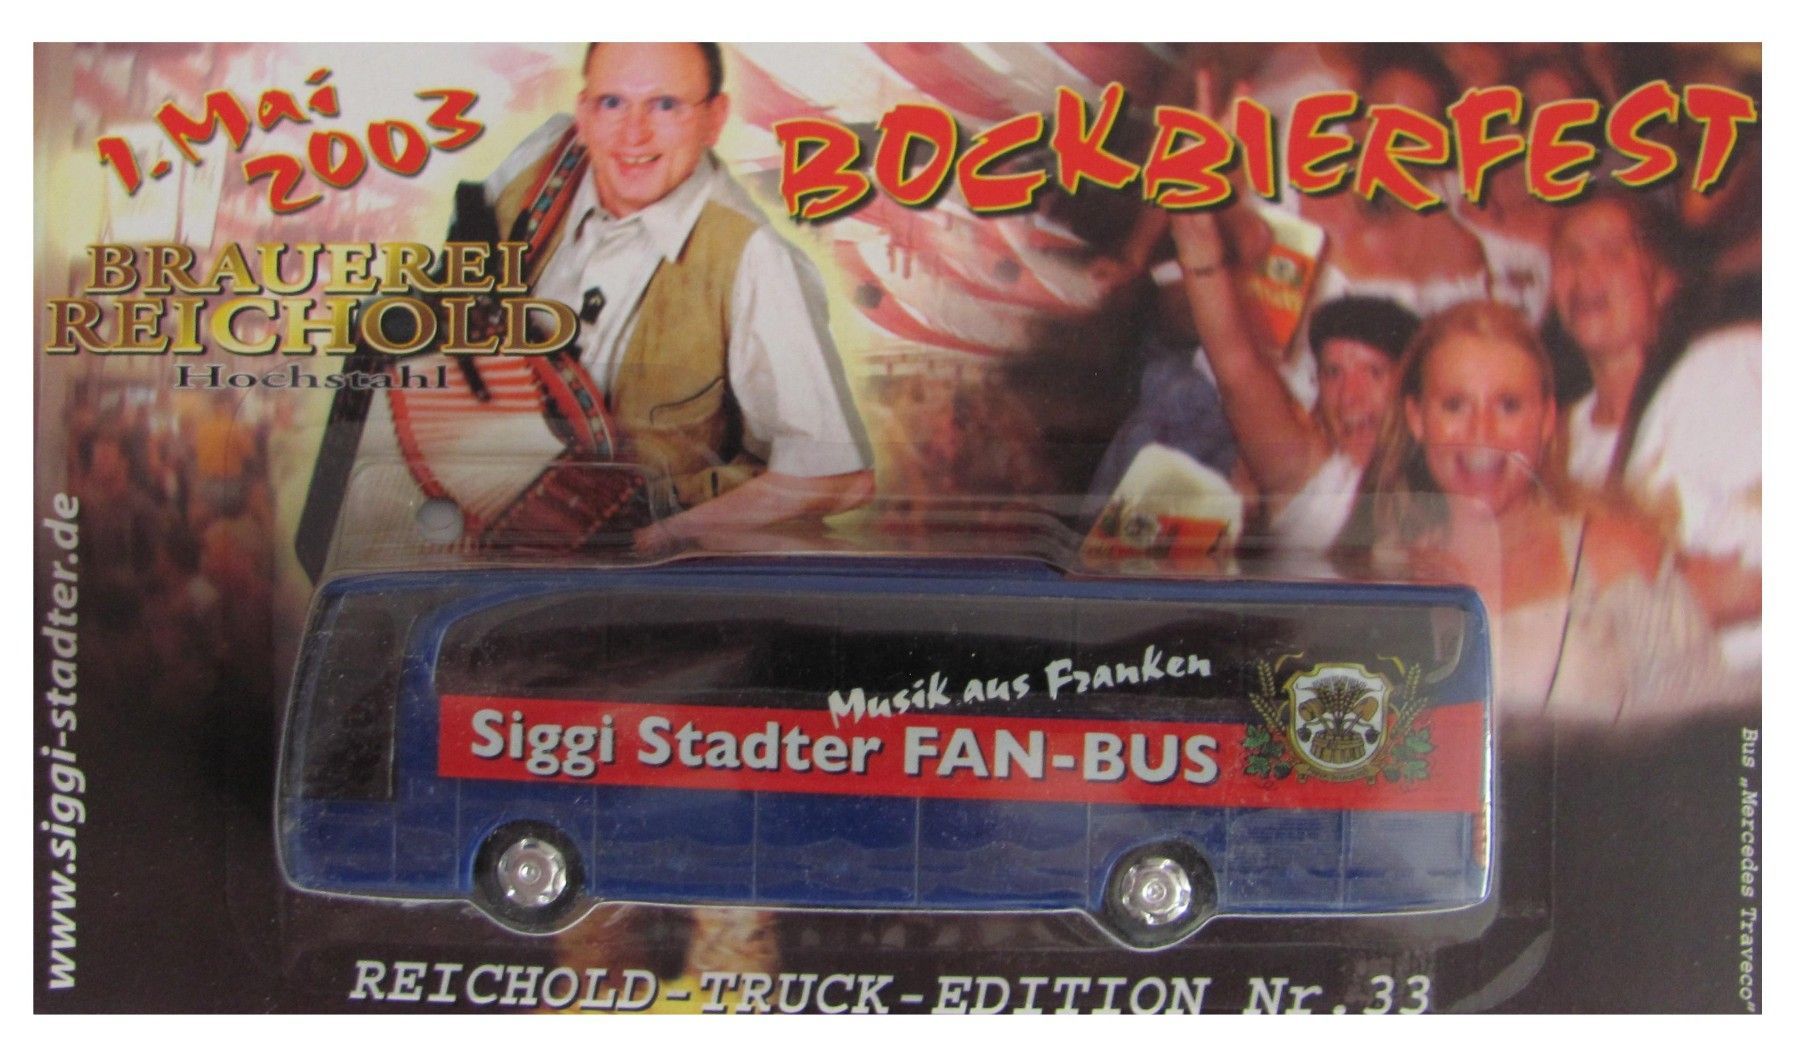 1. Mai
2003
BOCKBIERFEST
BRAUEREI
REICHOLD
Hochstahl
www.siggi-stadter.de
Musik aus Franken
Siggi Stadter FAN-BUS
Bus „Mercedes Traveco“
REICHOLD-TRUCK-EDITION Nr.33